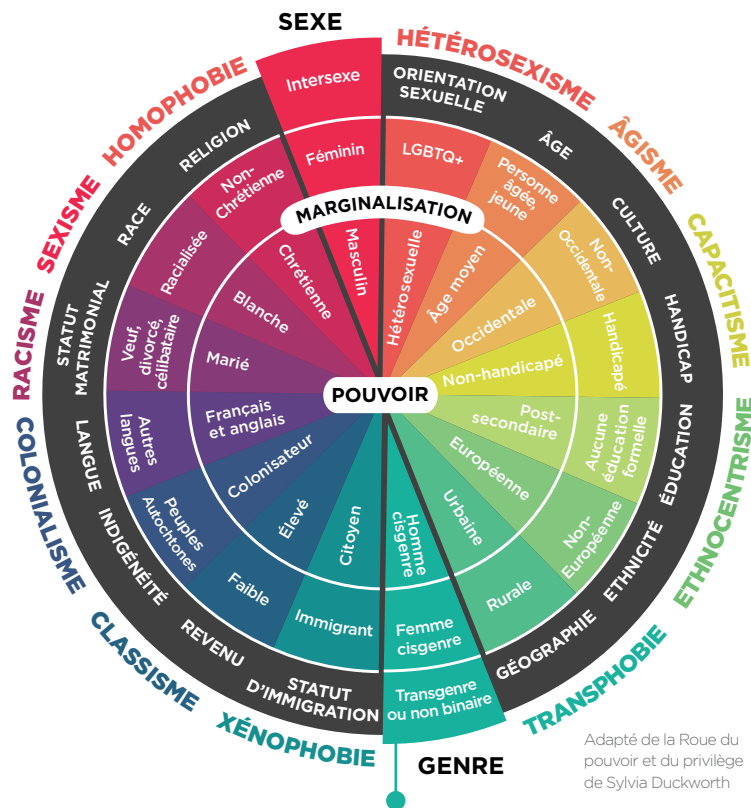 SEXE
Intersexe
Féminin
Masculin
HÉTÉROSEXISME
ORIENTATION
SEXUELLE
LGBTQ+
Hétérosexuelle
ÂGISME
ÂGE
Personne
agée,
jeune
Âge moyen
CULTURE
Non-
Occidentale
Occidentale
CAPACITISME
HANDICAP
Handicapé
Non-handicapé
ÉDUCATION
Aucune
éducation
formelle
Post-
secondaire
ETHNOCENTRISME
ETHNICITÉ
Non-
Européenne
Européenne
GÉOGRAPHIE
Rurale
Urbaine
TRANSPHOBIE
GENRE
Transgenre
ou non binaire
Femme
cisgenre
Homme
cisgenre
XÉNOPHOBIE
STATUT
D'IMMIGRATION
Immigrant
Citoyen
CLASSISME
REVENU
Faible
Élevé
COLONIALISME
INDIGÉNÉITÉ
Peuples
Autochtones
Colonisateur
LANGUE
Autres
langues
Français
et anglais
RACISME
STATUT
MATRIMONIAL
Veuf,
divorcé,
célibataire
Marié
SEXISME
RACE
Racialisée
Blanche
HOMOPHOBIE
RELIGION
Non-
Chrétienne
Chrétienne
MARGINALISATION
POUVOIR
Adapté de la Roue du
pouvoir et du privilège
de Sylvia Duckworth